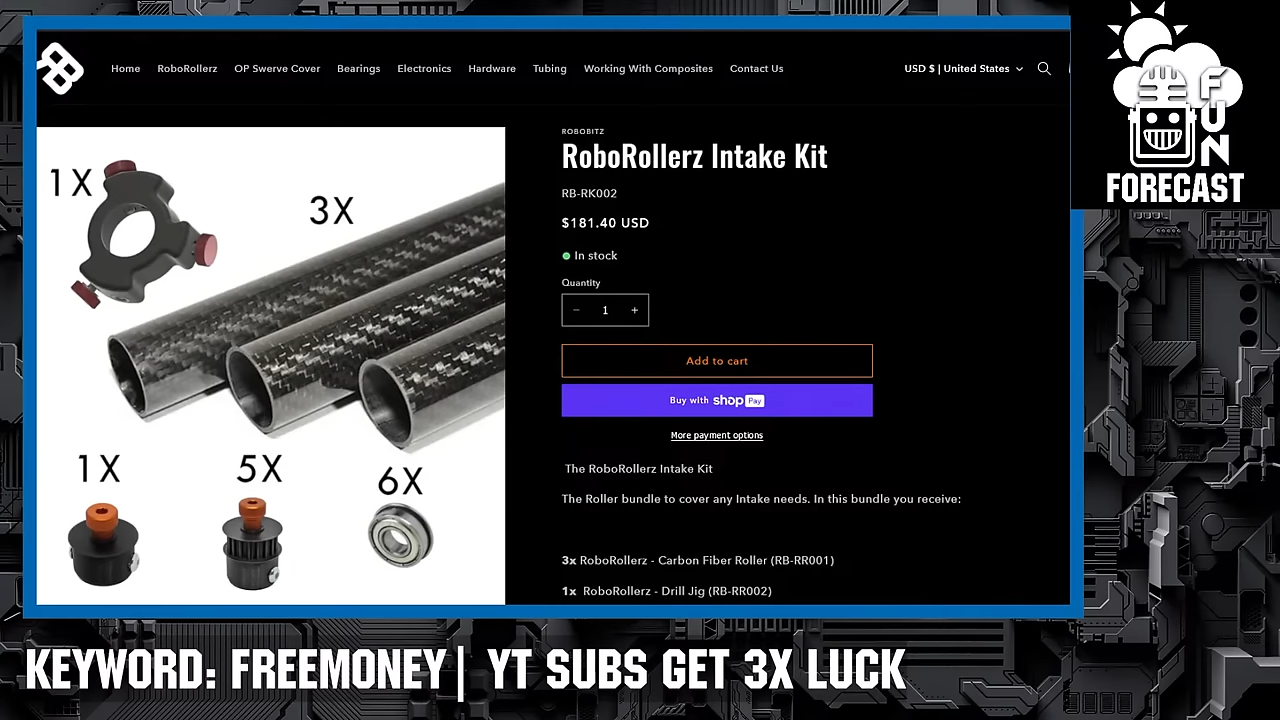 Home RoboRollerz OP Swerve Cover Bearings Electronics Hardware Tubing Working With Composites Contact Us
USD $ | United States
FUN
FORECAST
ROBOBITZ
RoboRollerz Intake Kit
RB-RK002
$181.40 USD
In stock
Quantity
− 1 +
Add to cart
Buy with shop Pay
More payment options
The RoboRollerz Intake Kit
The Roller bundle to cover any Intake needs. In this bundle you receive:
3x RoboRollerz - Carbon Fiber Roller (RB-RR001)
1x RoboRollerz - Drill Jig (RB-RR002)
1X
3X
1X 5X 6X
KEYWORD: FREEMONEY| YT SUBS GET 3X LUCK